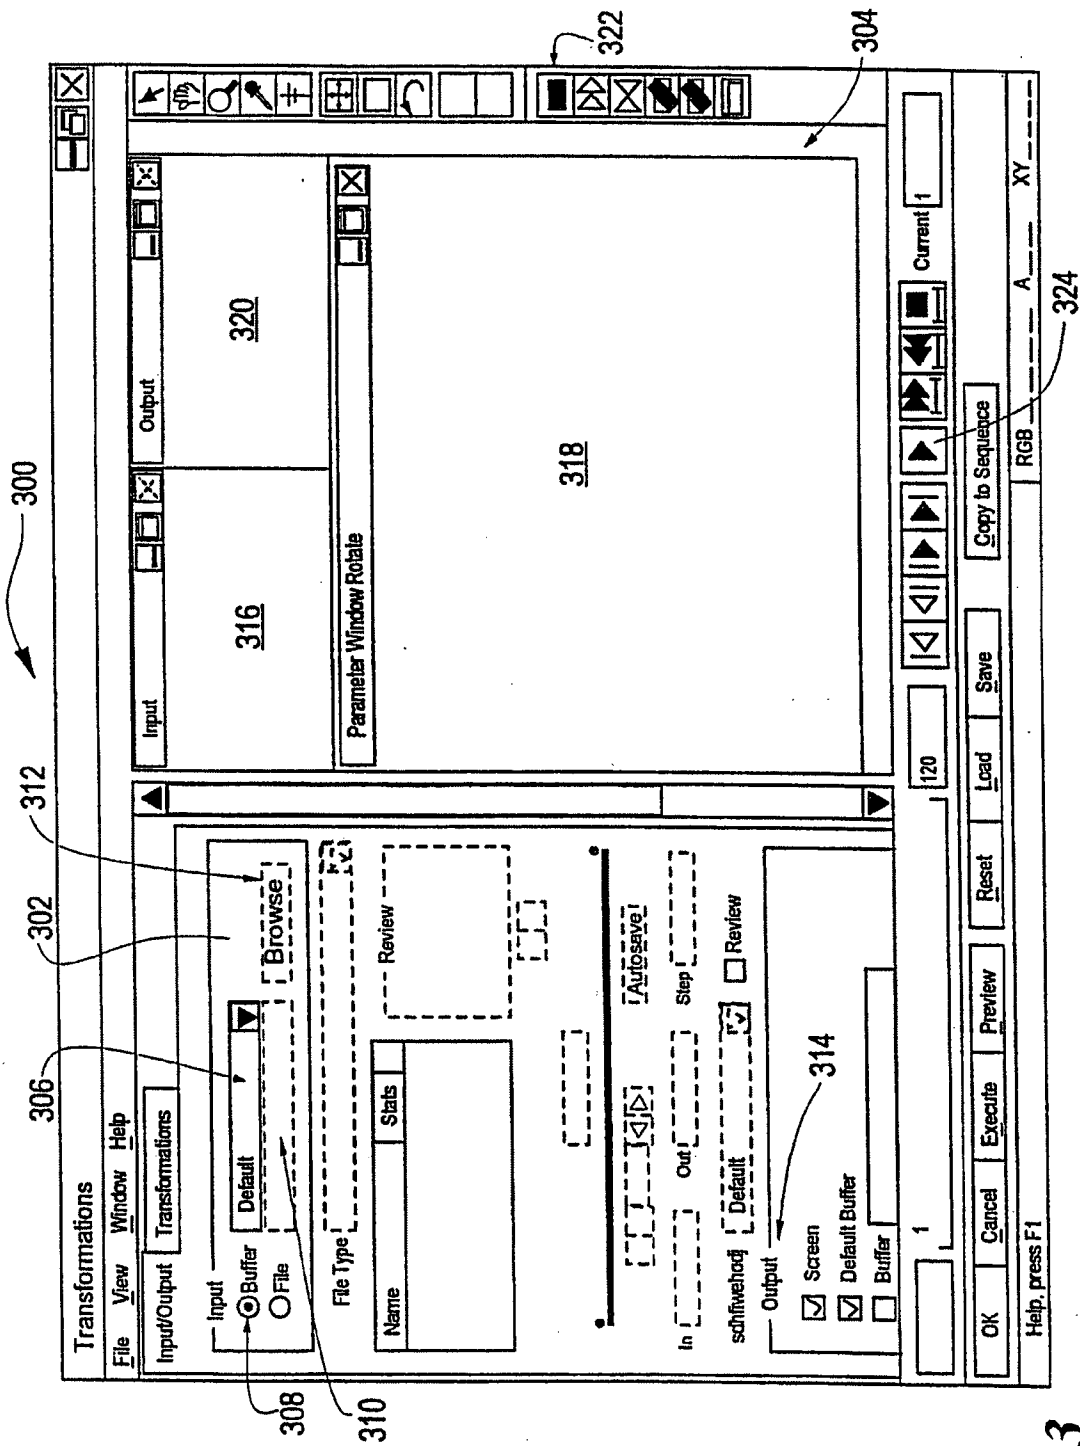 300
Transformations
File View Window Help
Input/Output Transformations
302
306
312
Input
Buffer
Default
File
Browse
308
310
File Type
Name Stats
Review
Autosave
In Out Step
sdhfiwehodj Default Review
Output
314
Screen
Default Buffer
Buffer
Input
316
Output
320
Parameter Window Rotate
318
322
304
1
120
Current 1
324
OK Cancel Execute Preview Reset Load Save Copy to Sequence
Help, press F1
RGB A XY
3